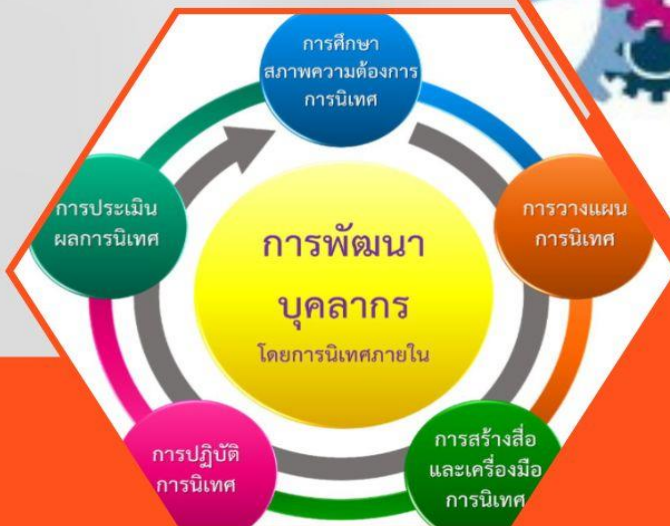 การศึกษา
สภาพความต้องการ
การนิเทศ
การวางแผน
การนิเทศ
การสร้างสื่อ
และเครื่องมือ
การนิเทศ
การปฏิบัติ
การนิเทศ
การประเมิน
ผลการนิเทศ
การพัฒนา
บุคลากร
โดยการนิเทศภายใน